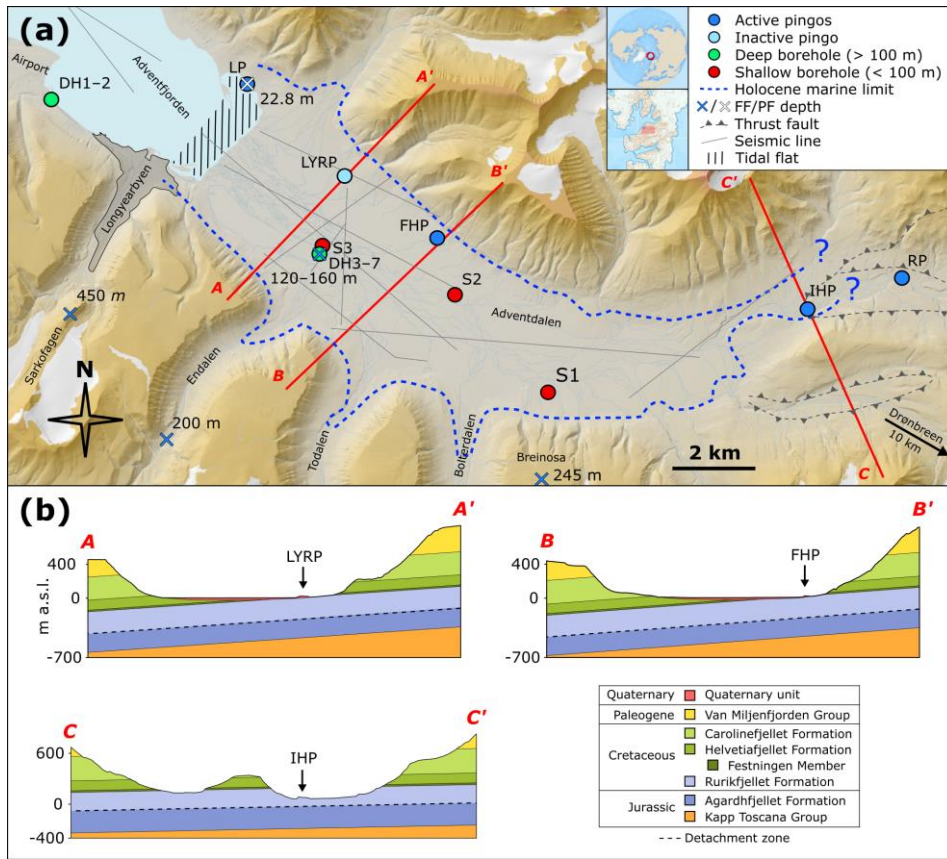 (a)
Airport
DH1–2
Adventfjorden
LP
22.8 m
A'
Active pingos
Inactive pingo
Deep borehole (> 100 m)
Shallow borehole (< 100 m)
Holocene marine limit
/ FF/PF depth
Thrust fault
Seismic line
Tidal flat
Longyearbyen
LYRP
B'
C'
FHP
S3
DH3–7
120–160 m
A
S2
?
?
RP
IHP
Adventdalen
450 m
Sarkofagen
Endalen
B
S1
N
200 m
Todalen
Bolterdalen
Breinosa
245 m
2 km
Drønbreen
10 km
C
(b)
A
A'
LYRP
400
0
-700
m a.s.l.
B
B'
FHP
400
0
-700
C
C'
IHP
600
0
-400
Quaternary Quaternary unit
Paleogene Van Miljenfjorden Group
Cretaceous Carolinefjellet Formation
Helvetiafjellet Formation
Festningen Member
Rurikfjellet Formation
Jurassic Agardhfjellet Formation
Kapp Toscana Group
Detachment zone